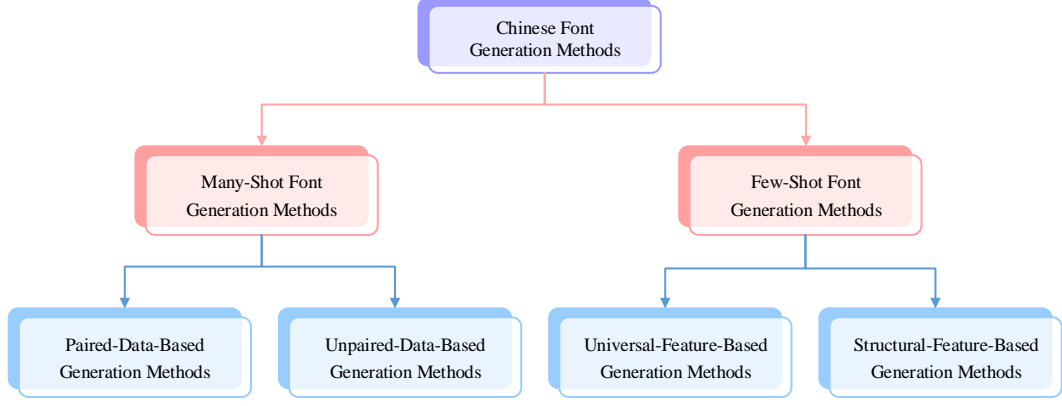 Chinese Font
Generation Methods
Many-Shot Font
Generation Methods
Few-Shot Font
Generation Methods
Paired-Data-Based
Generation Methods
Unpaired-Data-Based
Generation Methods
Universal-Feature-Based
Generation Methods
Structural-Feature-Based
Generation Methods